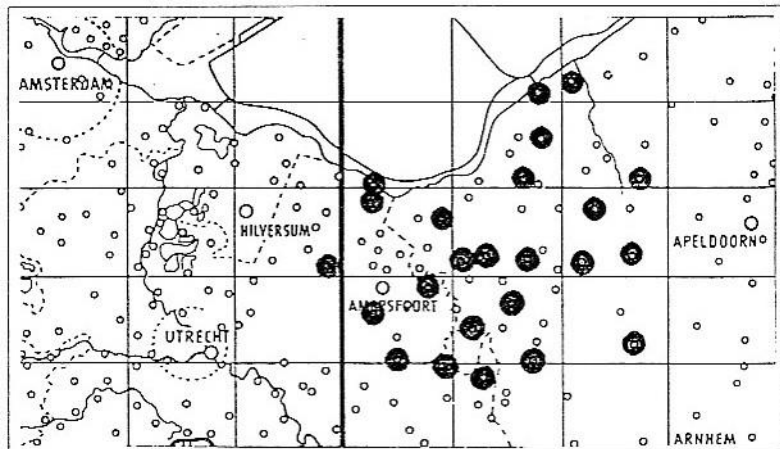 AMSTERDAM
HILVERSUM
APELDOORN
AMERSFOORT
UTRECHT
ARNHEM